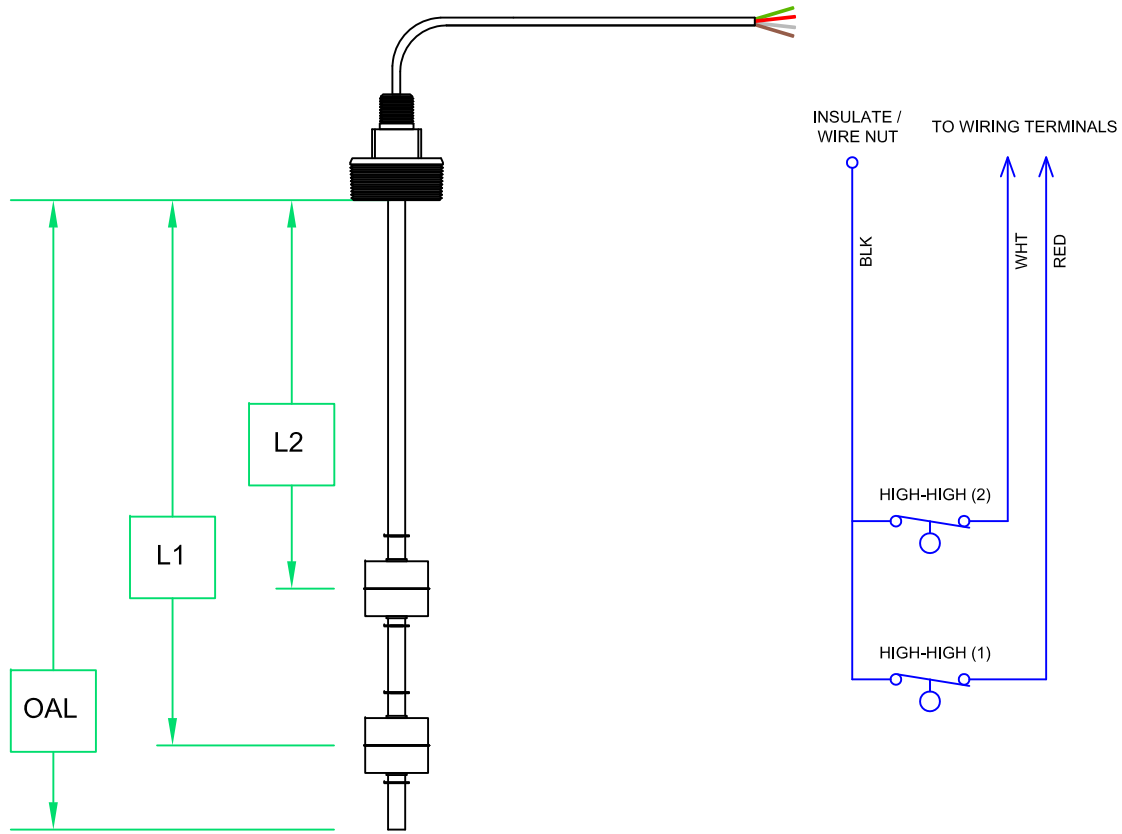 INSULATE /
WIRE NUT
TO WIRING TERMINALS
BLK
WHT
RED
L2
HIGH-HIGH (2)
L1
HIGH-HIGH (1)
OAL